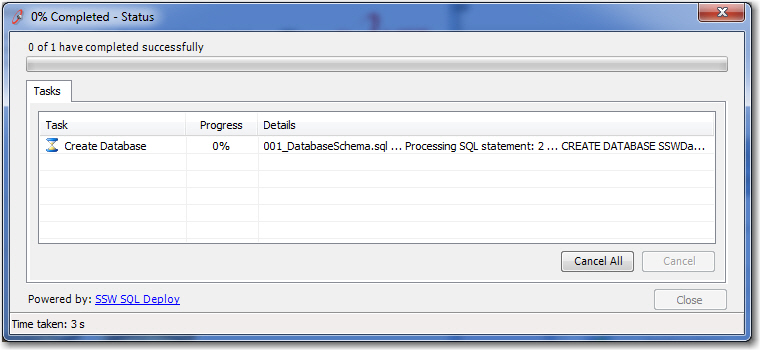 0% Completed - Status
0 of 1 have completed successfully
Tasks
Task Progress Details
Create Database 0% 001_DatabaseSchema.sql ... Processing SQL statement: 2 ... CREATE DATABASE SSWDa...
Cancel All Cancel
Powered by: SSW SQL Deploy Close
Time taken: 3 s